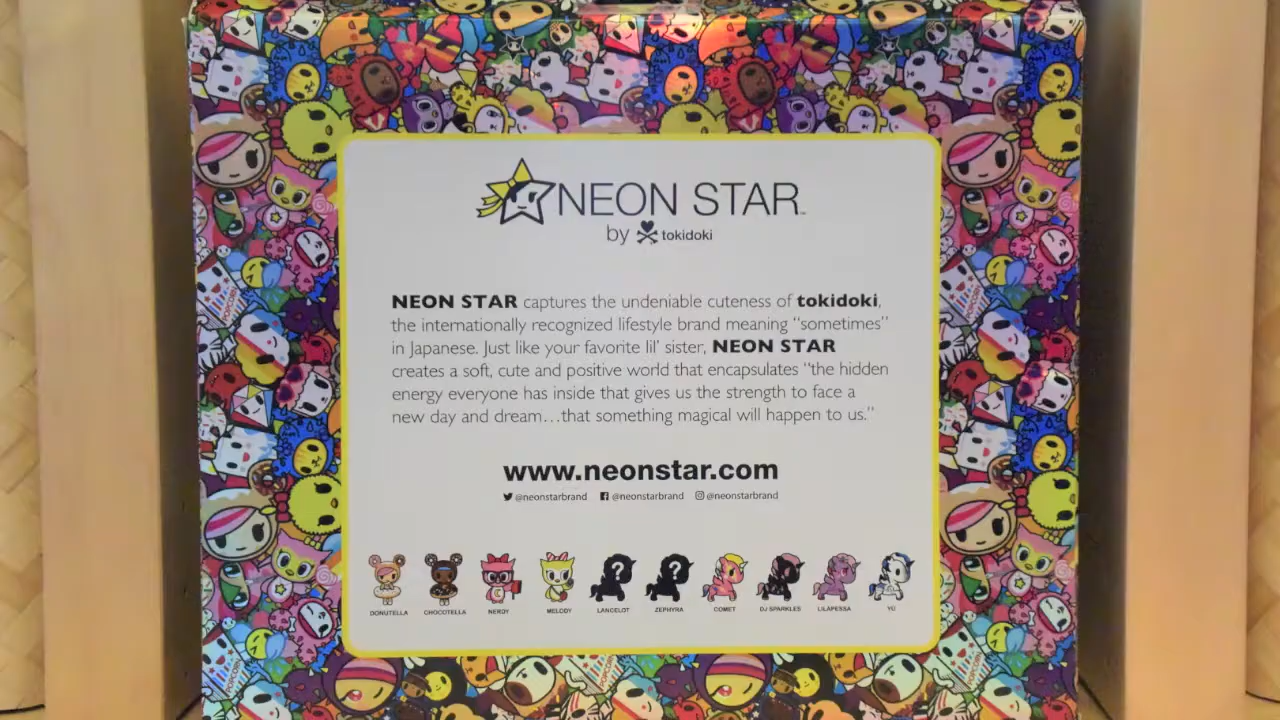 NEON STAR™
by tokidoki
NEON STAR captures the undeniable cuteness of tokidoki,
the internationally recognized lifestyle brand meaning “sometimes”
in Japanese. Just like your favorite lil’ sister, NEON STAR
creates a soft, cute and positive world that encapsulates “the hidden
energy everyone has inside that gives us the strength to face a
new day and dream…that something magical will happen to us.”
www.neonstar.com
@neonstarbrand @neonstarbrand @neonstarbrand
? ?
DONUTELLA CHOCOTELLA NERDY MELODY LANCELOT ZEPHYRA COMET DJ SPARKLES LILAPESSA YÜ